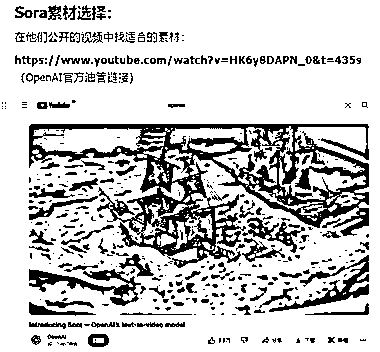 Sora素材选择：
在他们公开的视频中找适合的素材：
https://www.youtube.com/watch?v=HK6y8DAPN_0&t=435s
（OpenAI官方油管链接）
YouTube
openai
Introducing Sora — OpenAI's text-to-video model
OpenAI